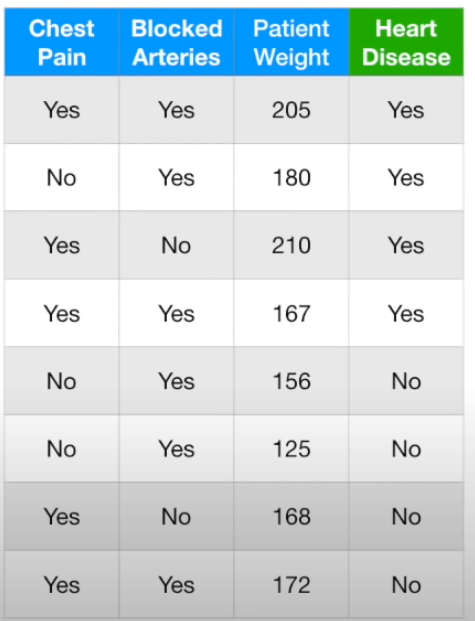 Chest Pain Blocked Arteries Patient Weight Heart Disease
Yes Yes 205 Yes
No Yes 180 Yes
Yes No 210 Yes
Yes Yes 167 Yes
No Yes 156 No
No Yes 125 No
Yes No 168 No
Yes Yes 172 No